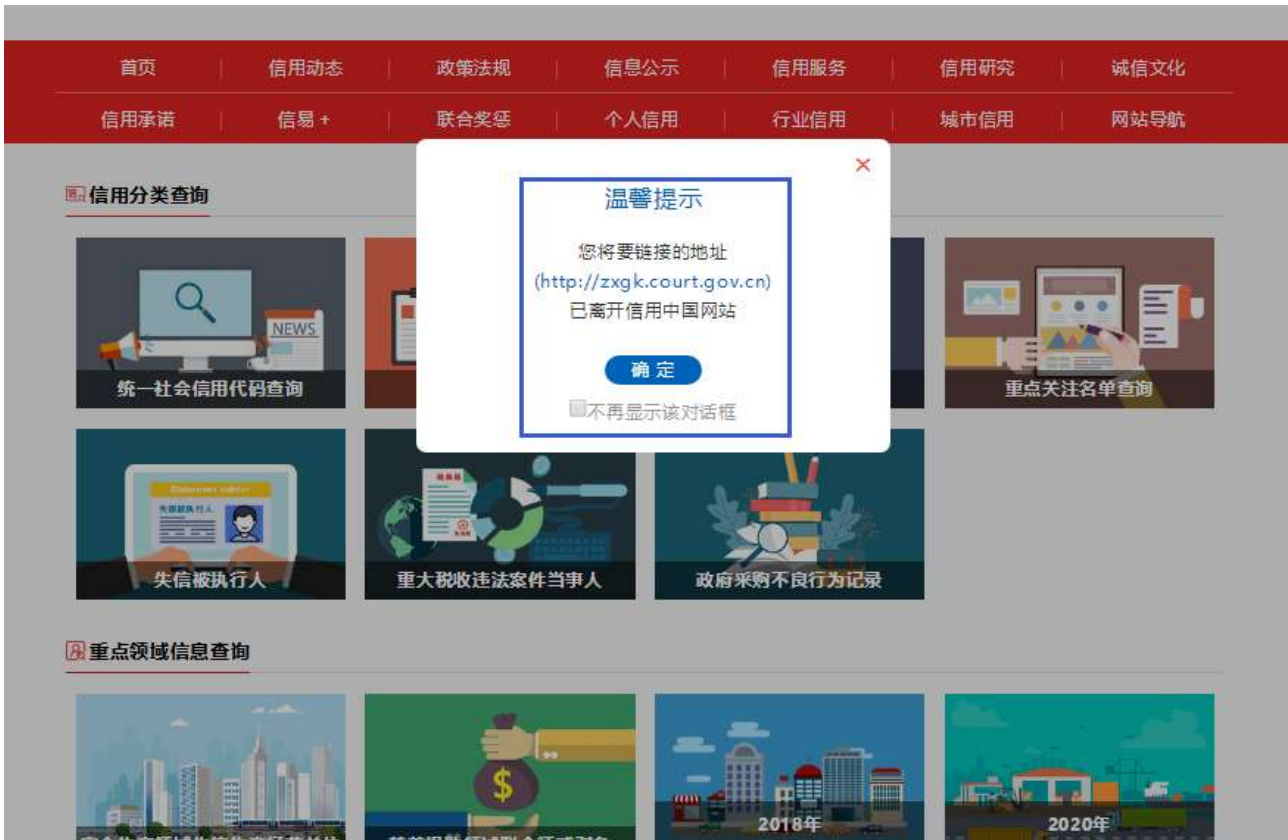 首页 信用动态 政策法规 信息公示 信用服务 信用研究 诚信文化
信用承诺 信易+ 联合奖惩 个人信用 行业信用 城市信用 网站导航
信用分类查询
×
温馨提示
您将要链接的地址
(http://zxgk.court.gov.cn)
已离开信用中国网站
确定
不再显示该对话框
NEWS
统一社会信用代码查询
重点关注名单查询
失信被执行人
失信被执行人
重大税收违法案件当事人
政府采购不良行为记录
重点领域信息查询
$
2018年
2020年